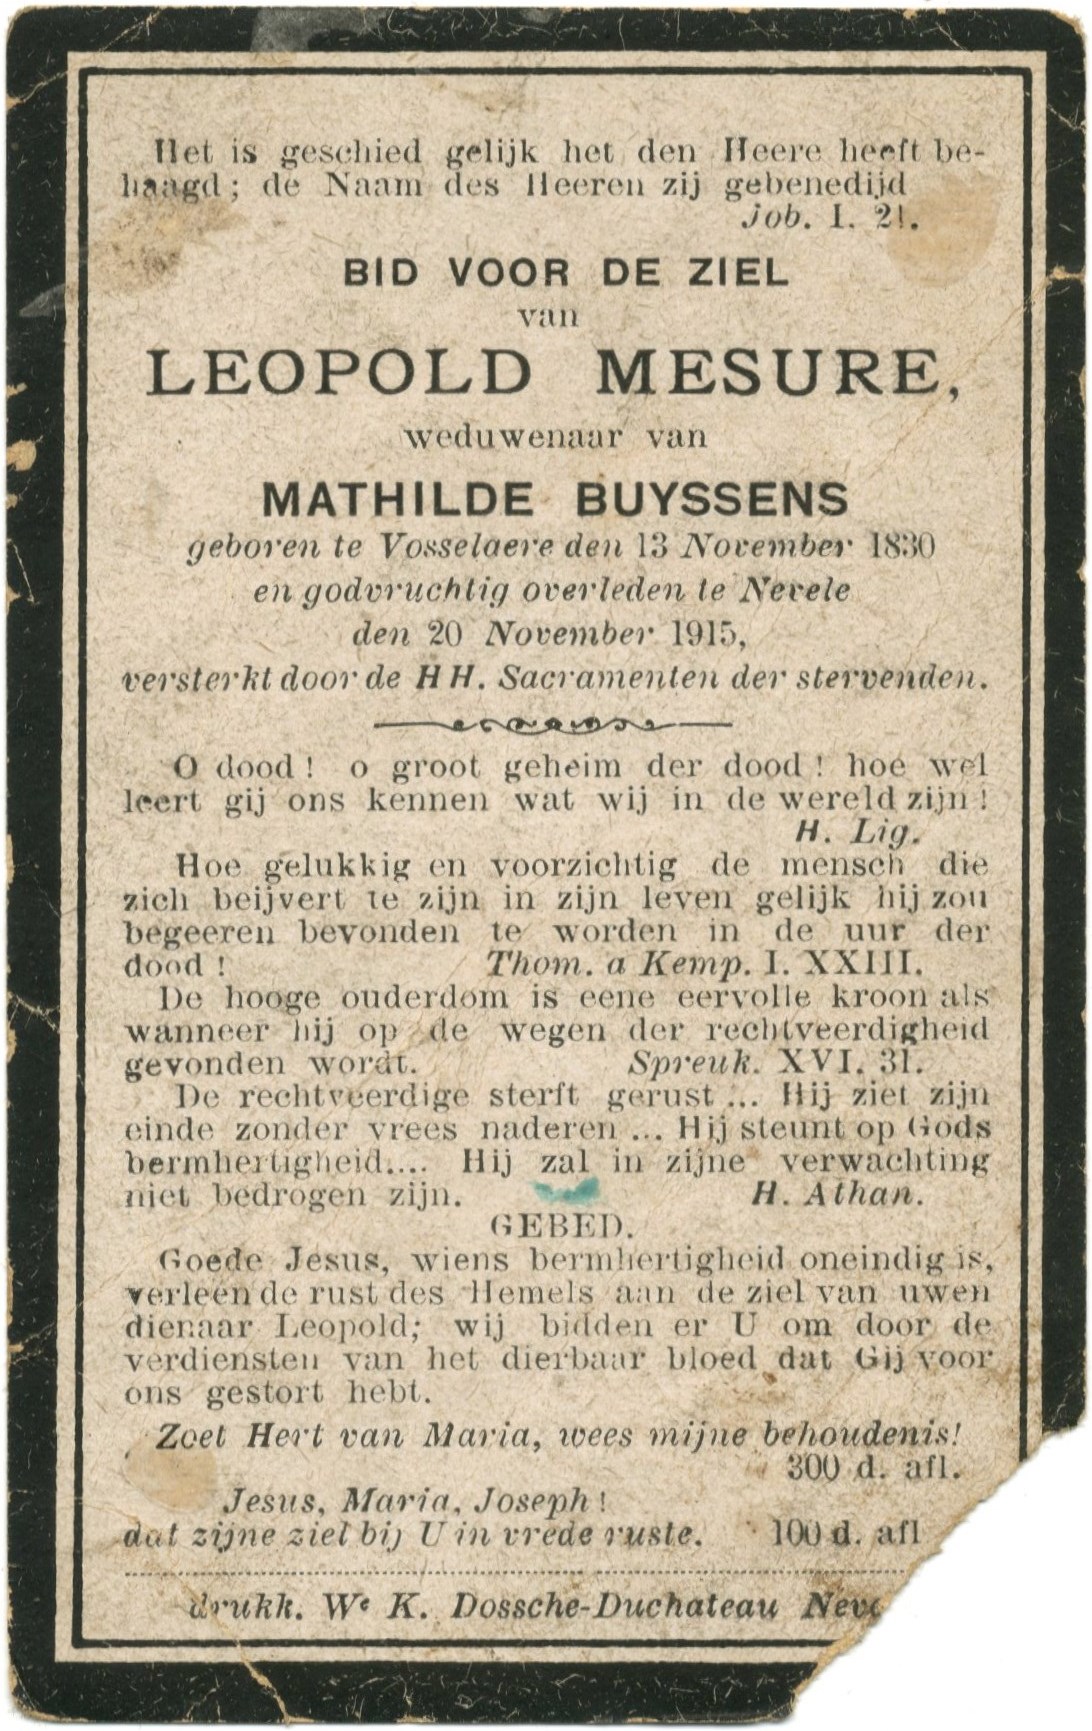 Het is geschied gelijk het den Heere heeft be-
haagd; de Naam des Heeren zij gebenedijd
Job. I. 21.
BID VOOR DE ZIEL
van
LEOPOLD MESURE,
weduwenaar van
MATHILDE BUYSSENS
geboren te Vosselaere den 13 November 1830
en godvruchtig overleden te Nevele
den 20 November 1915,
versterkt door de HH. Sacramenten der stervenden.
O dood! o groot geheim der dood! hoe wel
leert gij ons kennen wat wij in de wereld zijn!
H. Lig.
Hoe gelukkig en voorzichtig de mensch die
zich beijvert te zijn in zijn leven gelijk hij zou
begeeren bevonden te worden in de uur der
dood! Thom. a Kemp. I. XXIII.
De hooge ouderdom is eene eervolle kroon als
wanneer hij op de wegen der rechtveerdigheid
gevonden wordt. Spreuk. XVI. 31.
De rechtveerdige sterft gerust ... Hij ziet zijn
einde zonder vrees naderen ... Hij steunt op Gods
bermhertigheid.... Hij zal in zijne verwachting
niet bedrogen zijn. H. Athan.
GEBED.
Goede Jesus, wiens bermhertigheid oneindig is,
verleen de rust des Hemels aan de ziel van uwen
dienaar Leopold; wij bidden er U om door de
verdiensten van het dierbaar bloed dat Gij voor
ons gestort hebt.
Zoet Hert van Maria, wees mijne behoudenis!
300 d. afl.
Jesus, Maria, Joseph!
dat zijne ziel bij U in vrede ruste. 100 d. afl
drukk. We K. Dossche-Duchateau